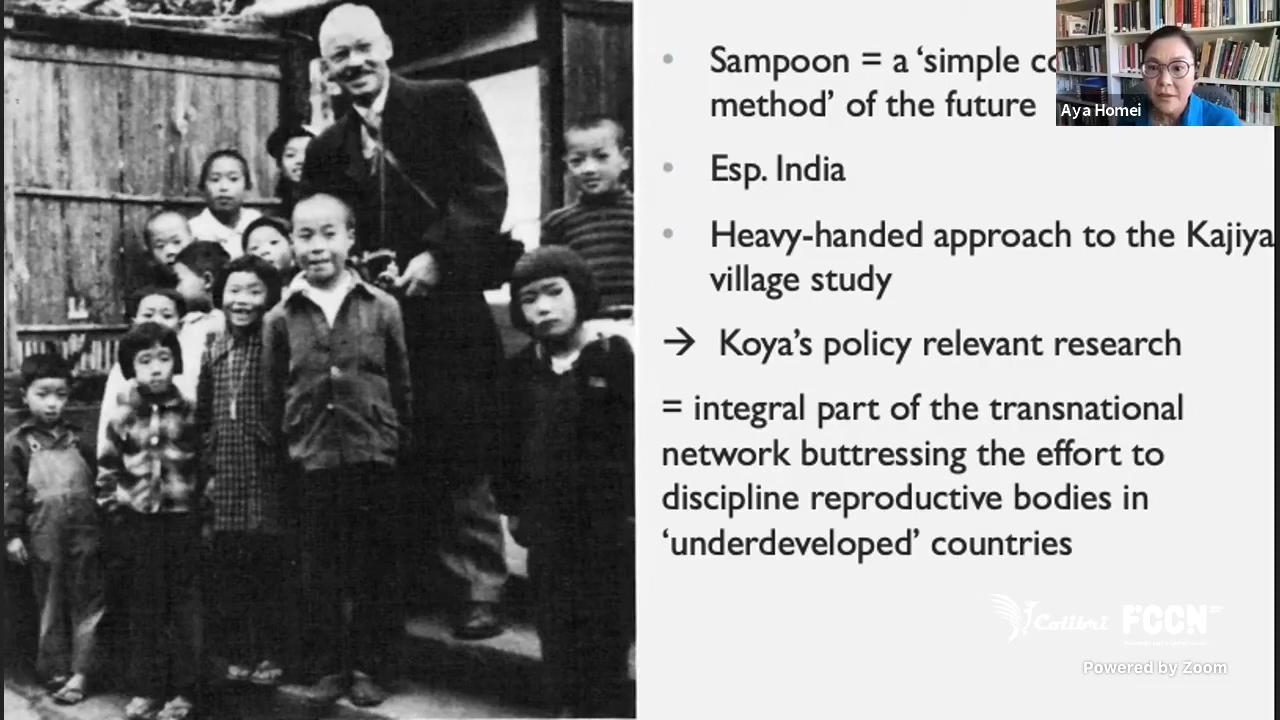 Sampoon = a ‘simple
method’ of the future
Aya Homei
Esp. India
Heavy-handed approach to the Kajiya
village study
→ Koya’s policy relevant research
= integral part of the transnational
network buttressing the effort to
discipline reproductive bodies in
‘underdeveloped’ countries
Colibri FCCN
Powered by Zoom